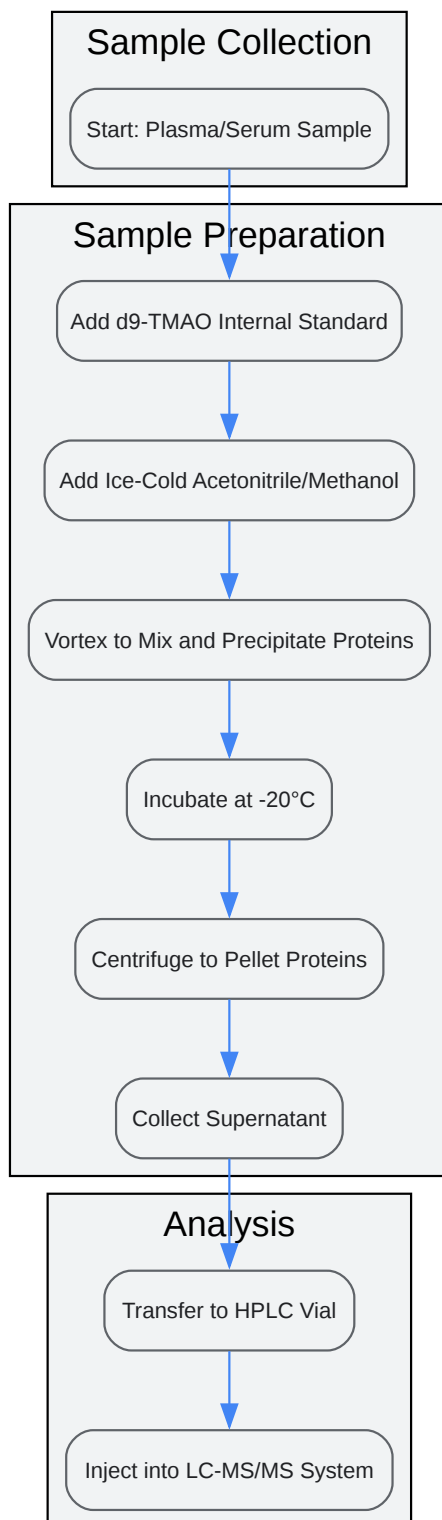 Sample Collection
Start: Plasma/Serum Sample
Sample Preparation
Add d9-TMAO Internal Standard
Add Ice-Cold Acetonitrile/Methanol
Vortex to Mix and Precipitate Proteins
Incubate at -20°C
Centrifuge to Pellet Proteins
Collect Supernatant
Analysis
Transfer to HPLC Vial
Inject into LC-MS/MS System